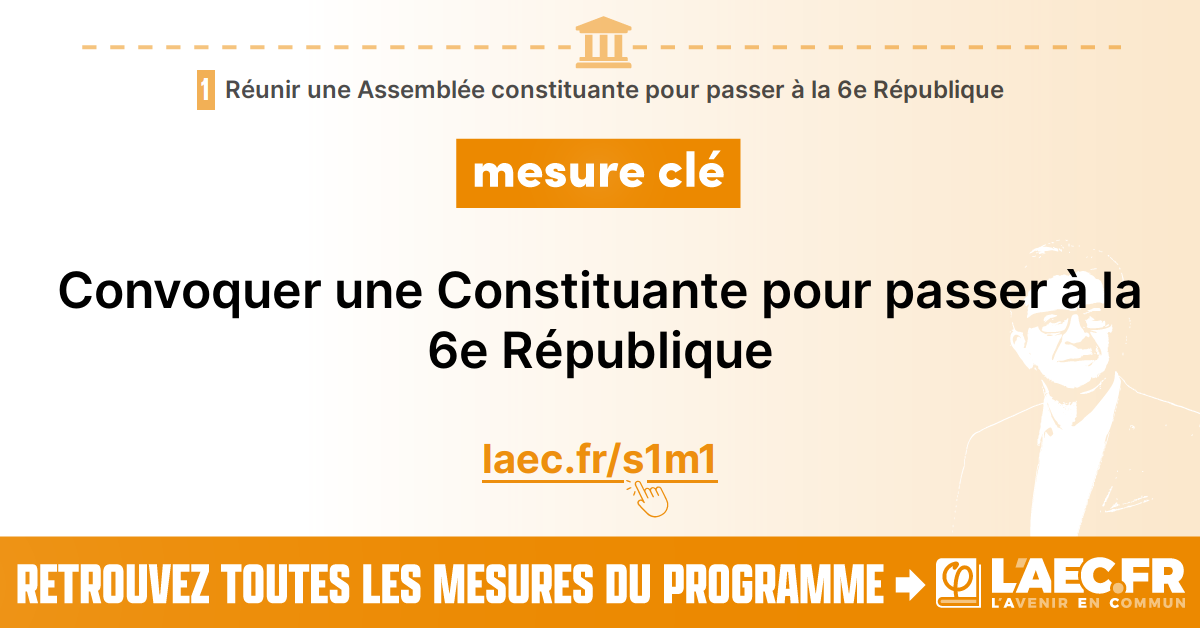 1 Réunir une Assemblée constituante pour passer à la 6e République
mesure clé
Convoquer une Constituante pour passer à la
6e République
laec.fr/s1m1
RETROUVEZ TOUTES LES MESURES DU PROGRAMME
φ L'AEC.FR
L'AVENIR EN COMMUN